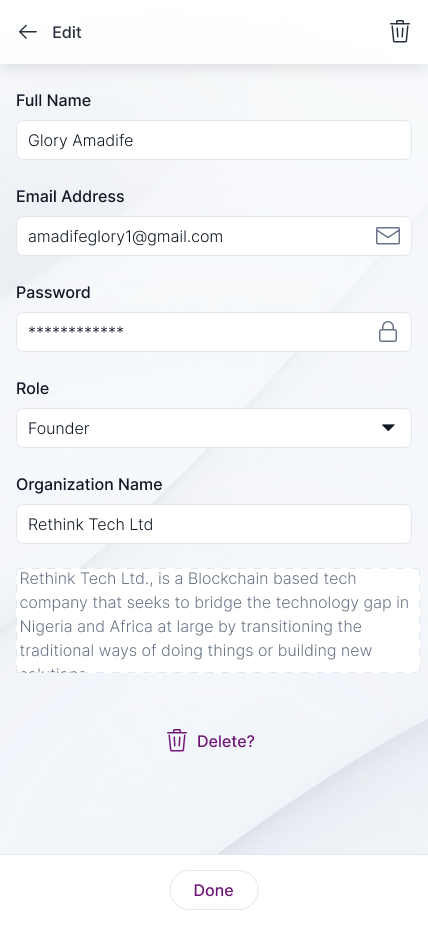 Edit
Full Name
Glory Amadife
Email Address
amadifeglory1@gmail.com
Password
************
Role
Founder
Organization Name
Rethink Tech Ltd
Rethink Tech Ltd., is a Blockchain based tech
company that seeks to bridge the technology gap in
Nigeria and Africa at large by transitioning the
traditional ways of doing things or building new
solutions
Delete?
Done